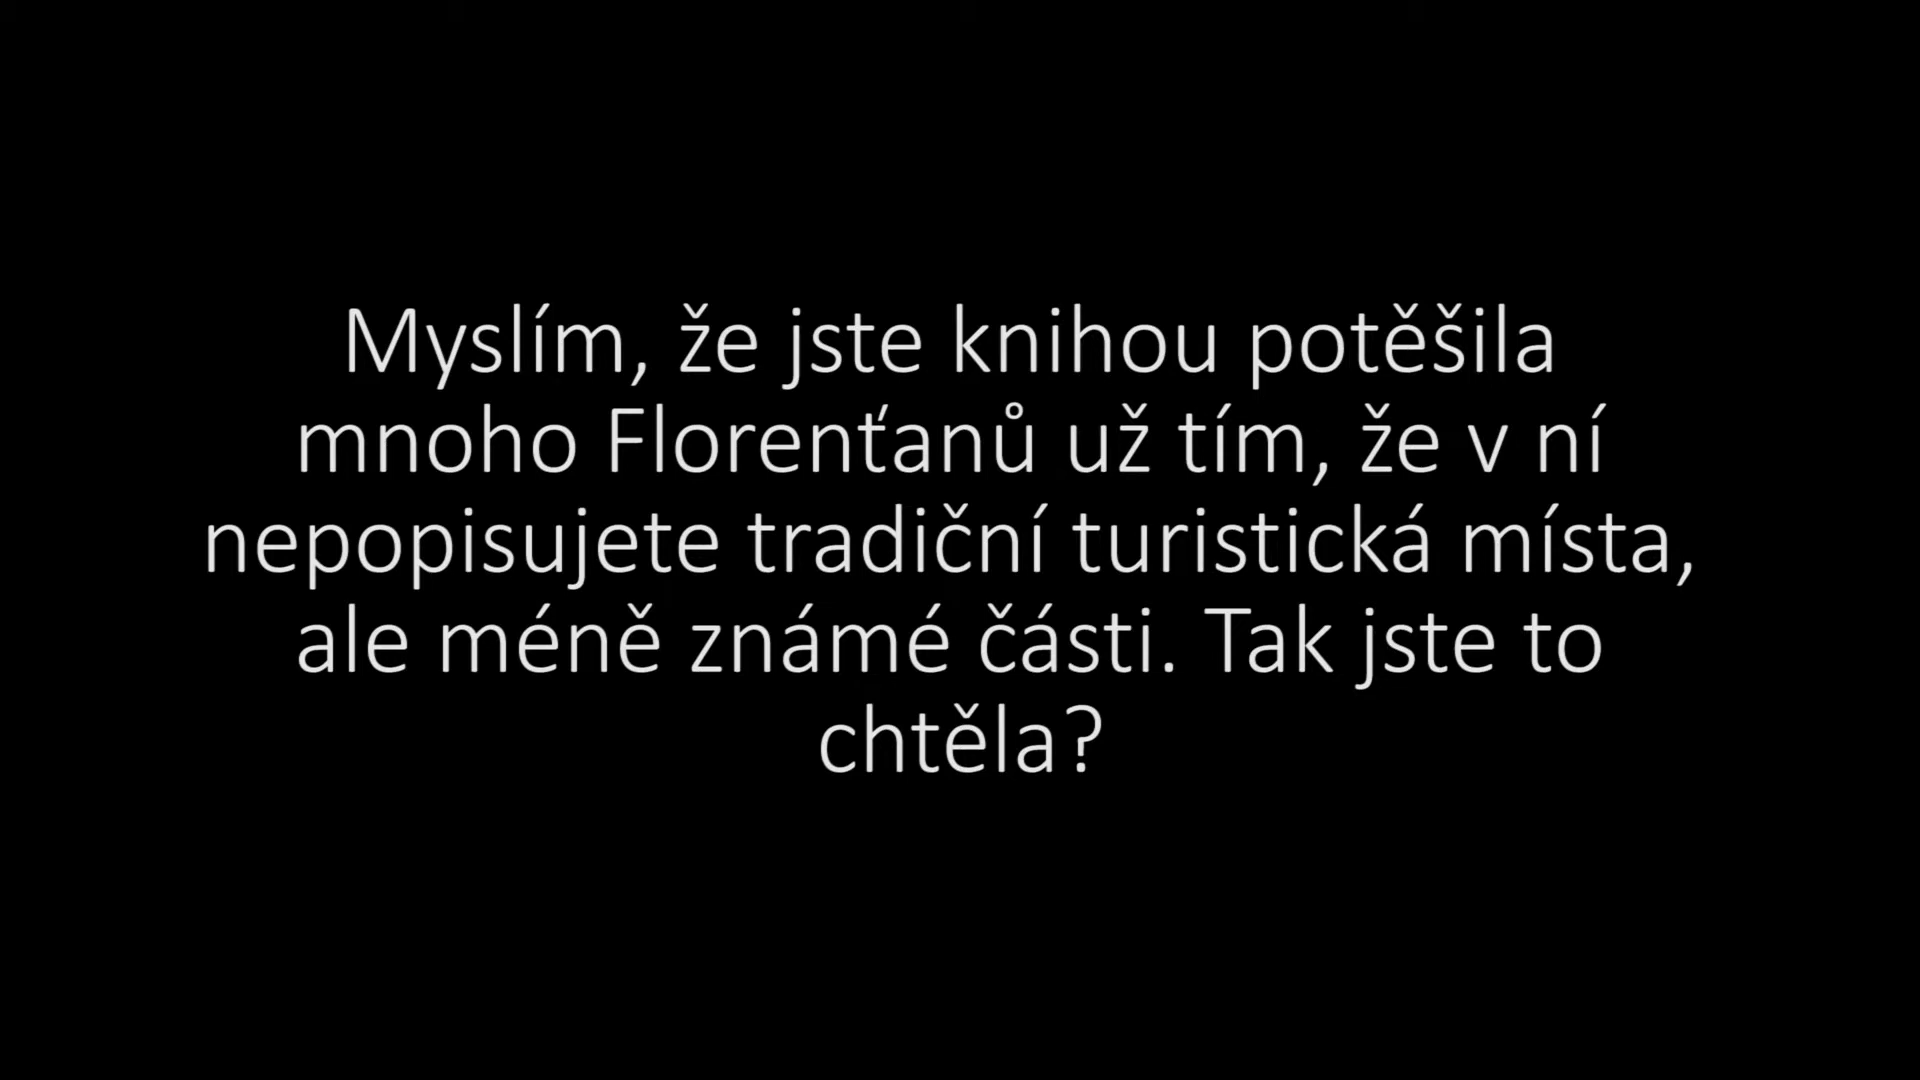 Myslím, že jste knihou potěšila
mnoho Florenťanů už tím, že v ní
nepopisujete tradiční turistická místa,
ale méně známé části. Tak jste to
chtěla?